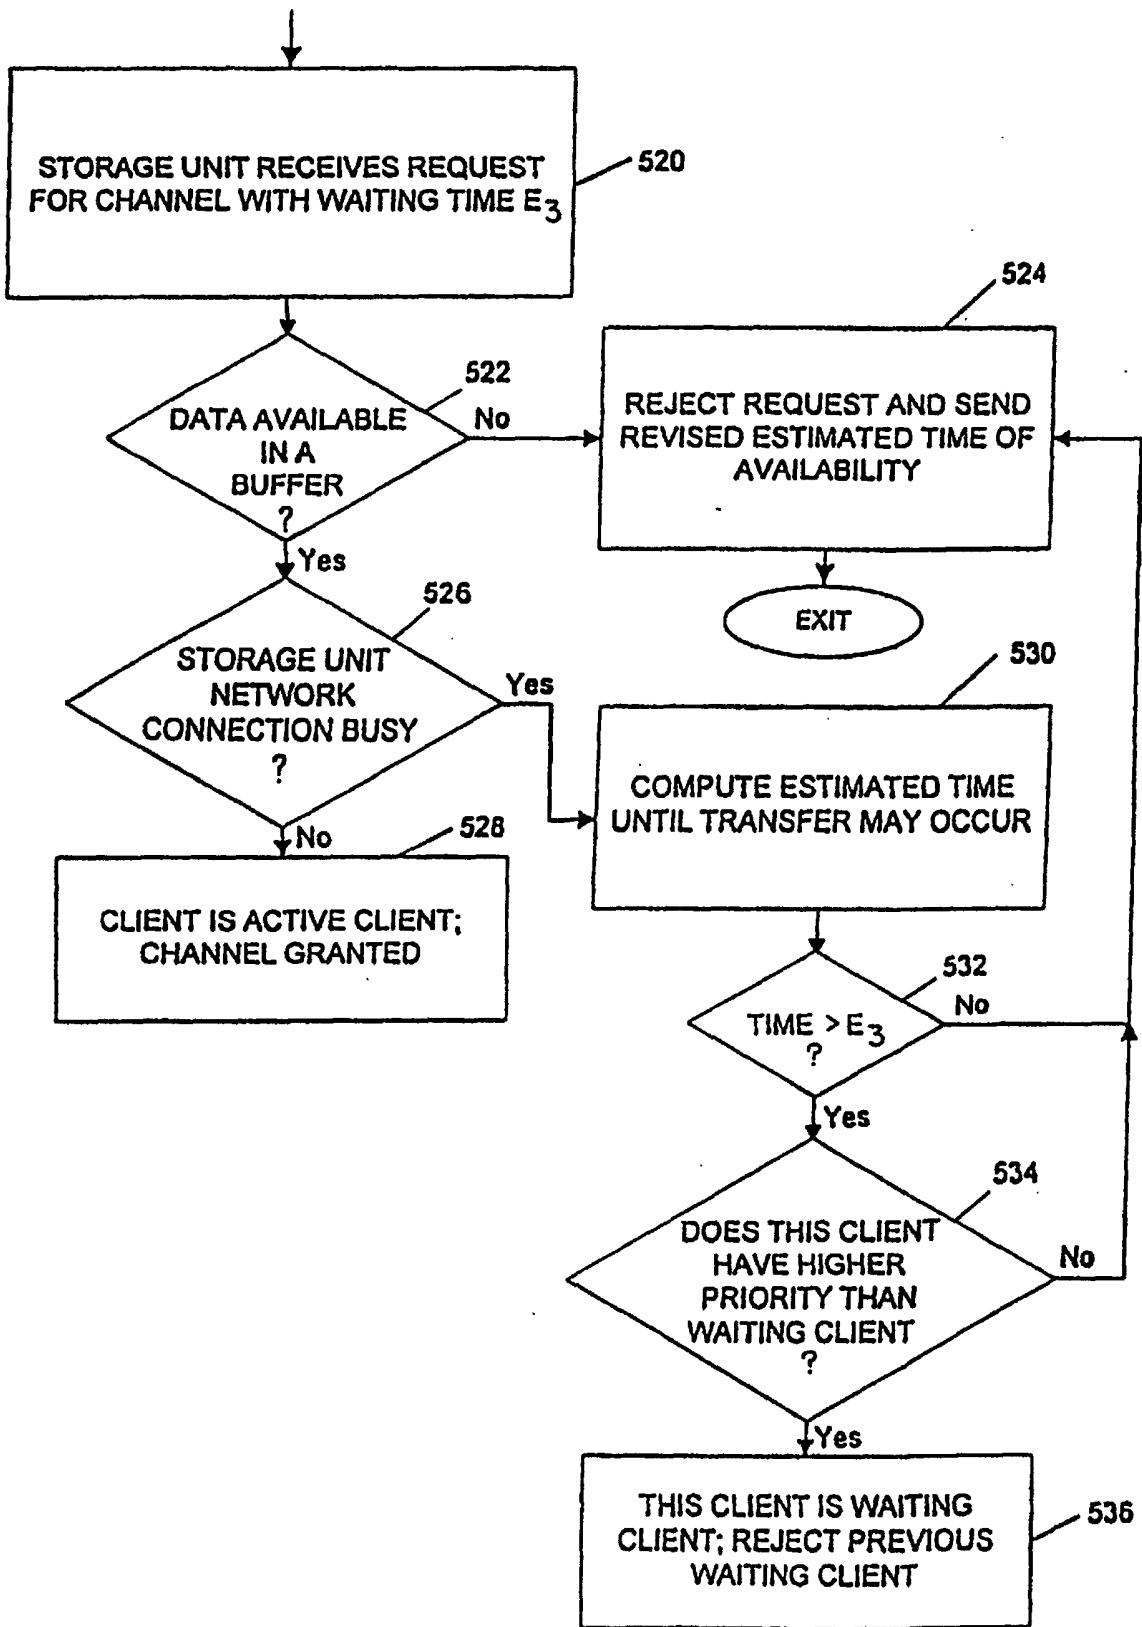 STORAGE UNIT RECEIVES REQUEST
FOR CHANNEL WITH WAITING TIME E3
520
524
DATA AVAILABLE
IN A
BUFFER
?
522
No
REJECT REQUEST AND SEND
REVISED ESTIMATED TIME OF
AVAILABILITY
Yes
EXIT
526
STORAGE UNIT
NETWORK
CONNECTION BUSY
?
Yes
530
COMPUTE ESTIMATED TIME
UNTIL TRANSFER MAY OCCUR
No
528
CLIENT IS ACTIVE CLIENT;
CHANNEL GRANTED
532
TIME > E3
?
No
Yes
534
DOES THIS CLIENT
HAVE HIGHER
PRIORITY THAN
WAITING CLIENT
?
No
Yes
THIS CLIENT IS WAITING
CLIENT; REJECT PREVIOUS
WAITING CLIENT
536